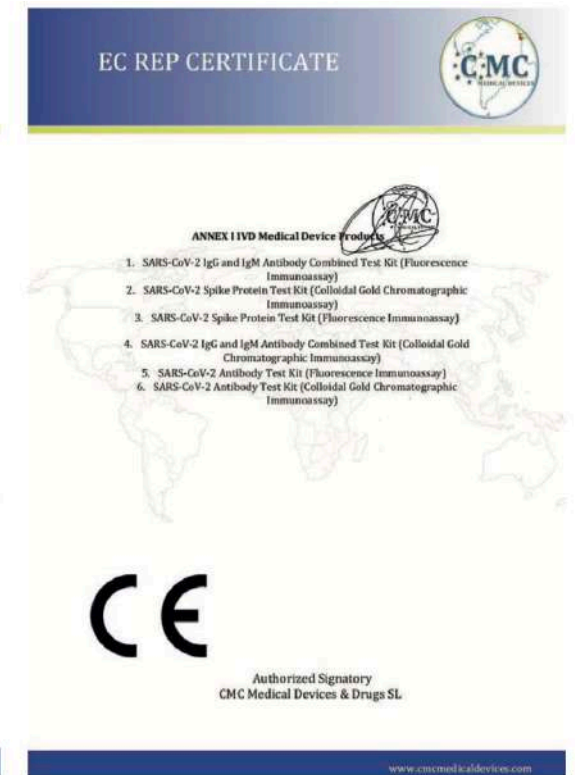 EC REP CERTIFICATE
CMC
MEDICAL DEVICES
CMC
ANNEX I IVD Medical Device Products
1. SARS-CoV-2 IgG and IgM Antibody Combined Test Kit (Fluorescence
Immunoassay)
2. SARS-CoV-2 Spike Protein Test Kit (Colloidal Gold Chromatographic
Immunoassay)
3. SARS-CoV-2 Spike Protein Test Kit (Fluorescence Immunoassay)
4. SARS-CoV-2 IgG and IgM Antibody Combined Test Kit (Colloidal Gold
Chromatographic Immunoassay)
5. SARS-CoV-2 Antibody Test Kit (Fluorescence Immunoassay)
6. SARS-CoV-2 Antibody Test Kit (Colloidal Gold Chromatographic
Immunoassay)
CE
Authorized Signatory
CMC Medical Devices & Drugs SL
www.cmcmedicaldevices.com